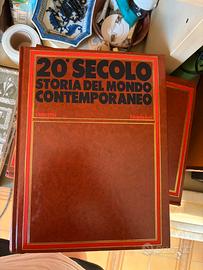 20° SECOLO
STORIA DEL MONDO
CONTEMPORANEO